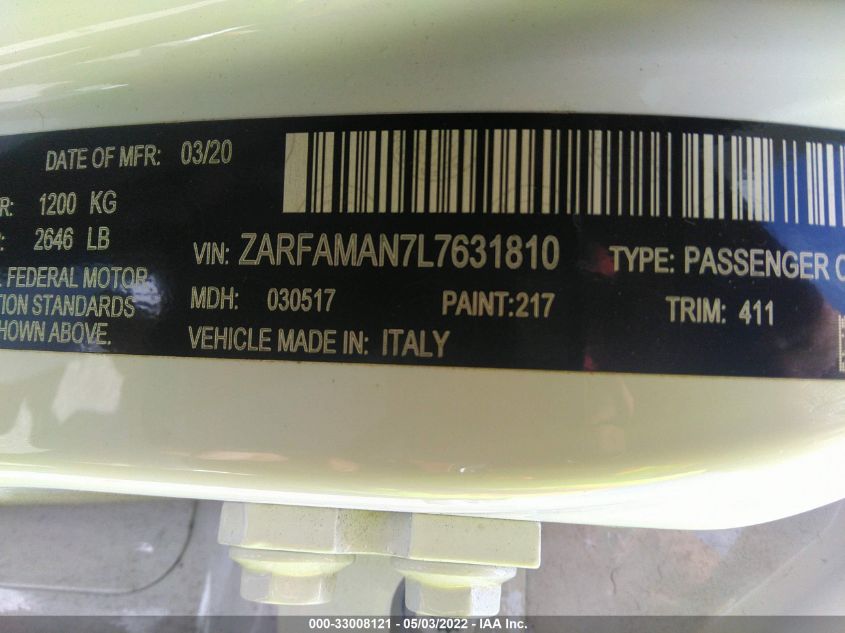 DATE OF MFR: 03/20
R: 1200 KG
: 2646 LB
FEDERAL MOTOR
TION STANDARDS
SHOWN ABOVE.
VIN: ZARFAMAN7L7631810
TYPE: PASSENGER C
MDH: 030517 PAINT:217 TRIM: 411
VEHICLE MADE IN: ITALY
000-33008121 - 05/03/2022 - IAA Inc.